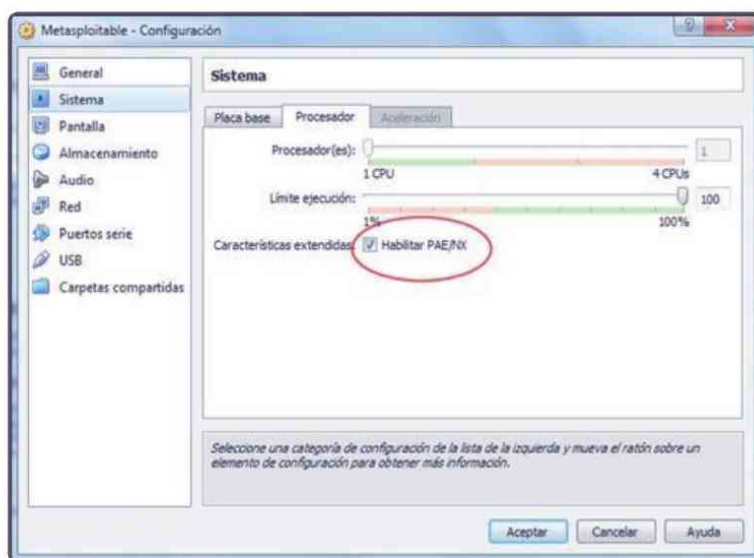 Metasploitable - Configuración
General
Sistema
Pantalla
Almacenamiento
Audio
Red
Puertos serie
USB
Carpetas compartidas
Sistema
Placa base Procesador Aceleración
Procesador(es): 1
1 CPU 4 CPUs
Límite ejecución: 100
1% 100%
Características extendidas: Habilitar PAE/NX
Seleccione una categoría de configuración de la lista de la izquierda y mueva el ratón sobre un
elemento de configuración para obtener más información.
Aceptar Cancelar Ayuda